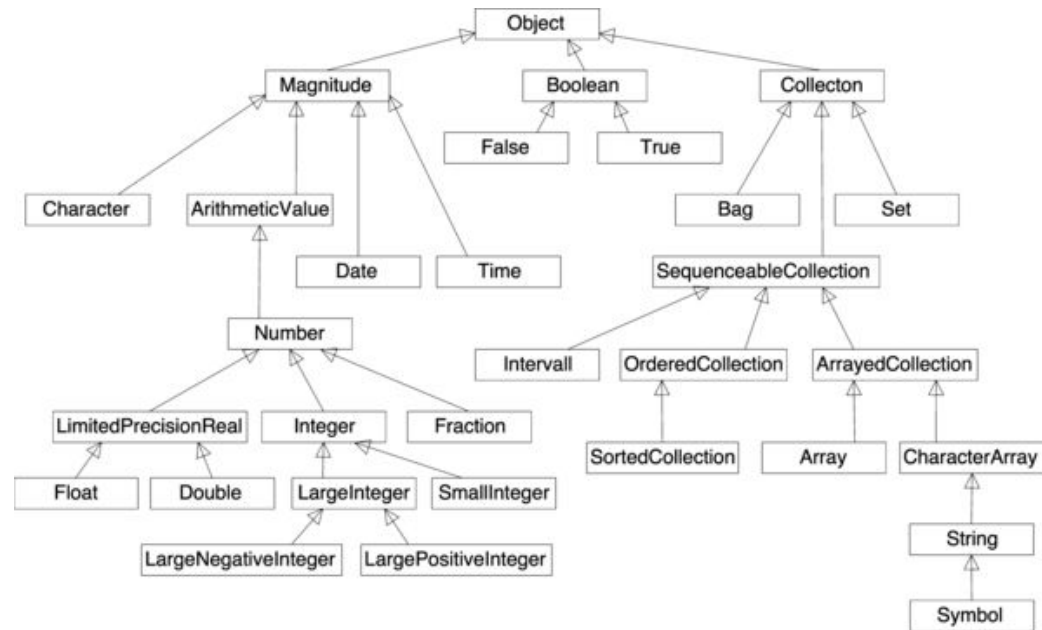 Object
Magnitude
Boolean
Collecton
False
True
Character
ArithmeticValue
Bag
Set
Date
Time
SequenceableCollection
Number
Intervall
OrderedCollection
ArrayedCollection
LimitedPrecisionReal
Integer
Fraction
SortedCollection
Array
CharacterArray
Float
Double
LargeInteger
SmallInteger
LargeNegativeInteger
LargePositiveInteger
String
Symbol